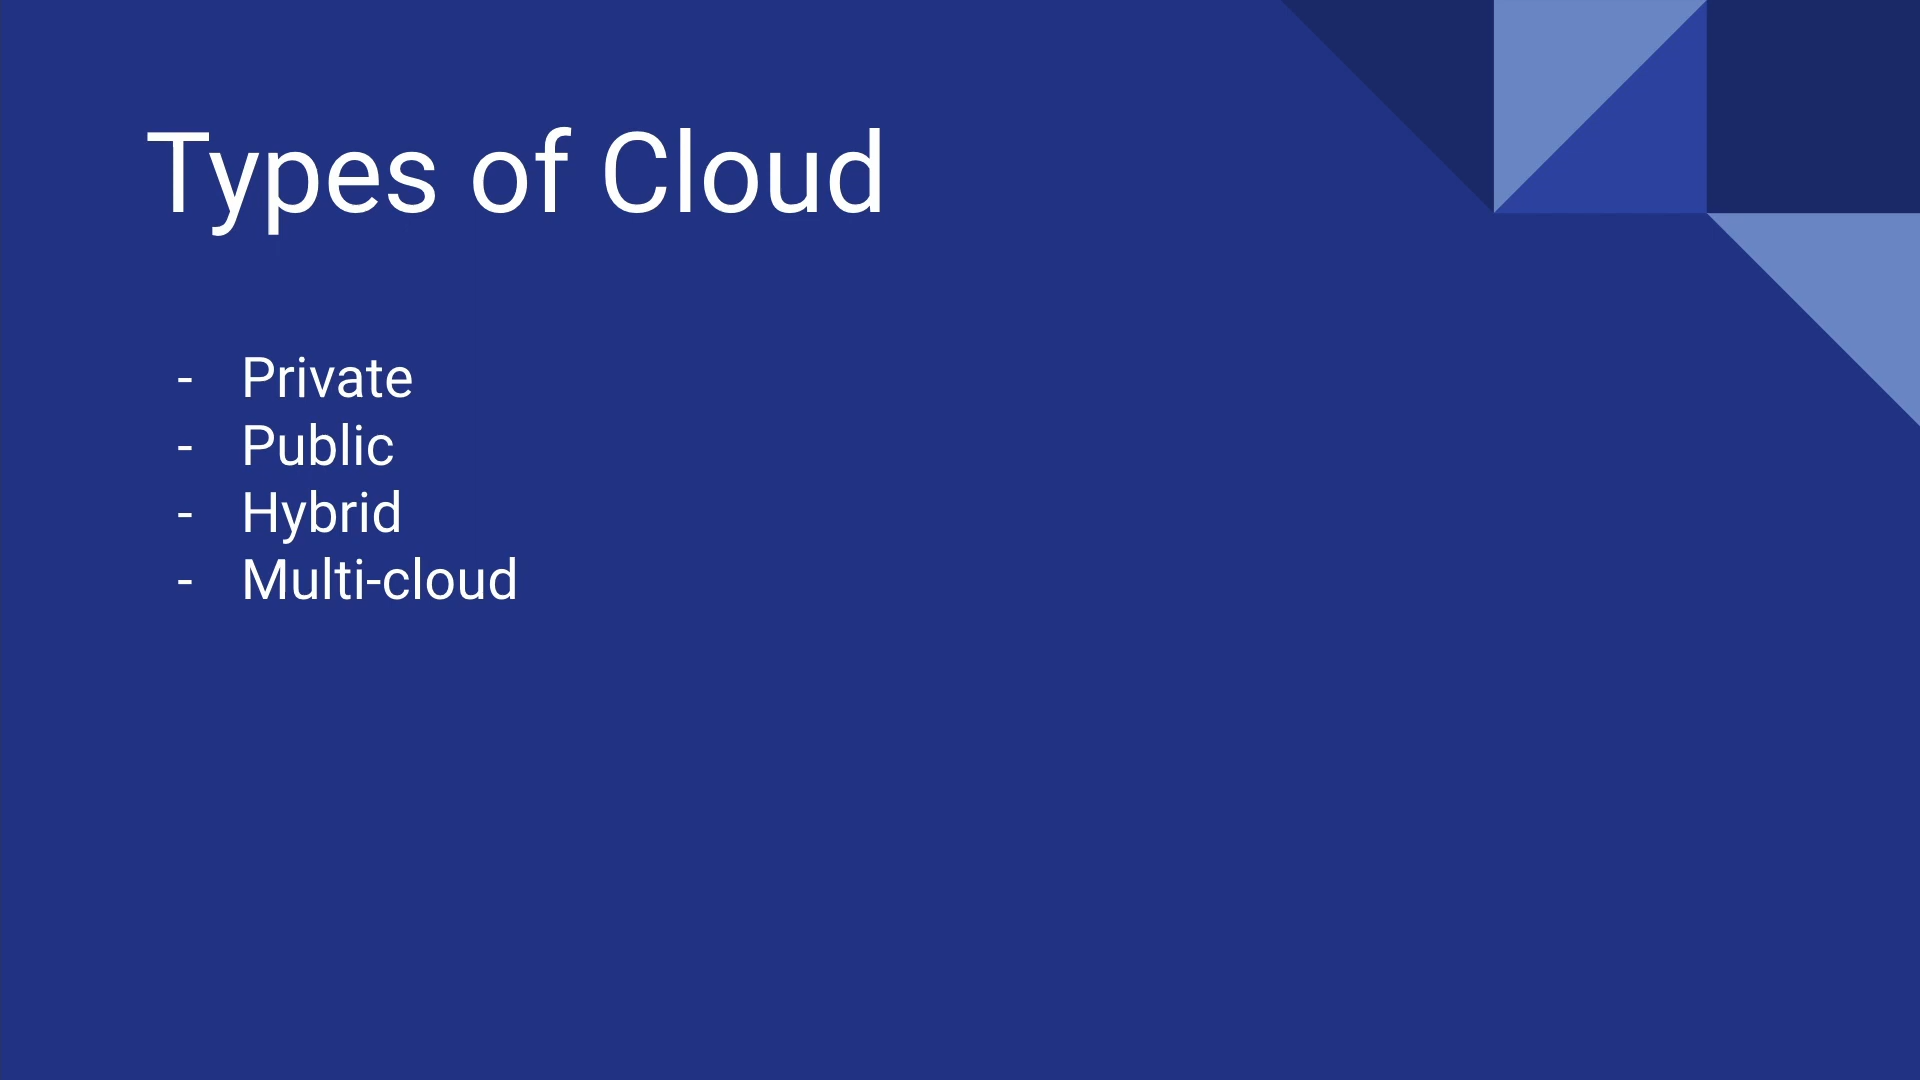 Types of Cloud
- Private
- Public
- Hybrid
- Multi-cloud